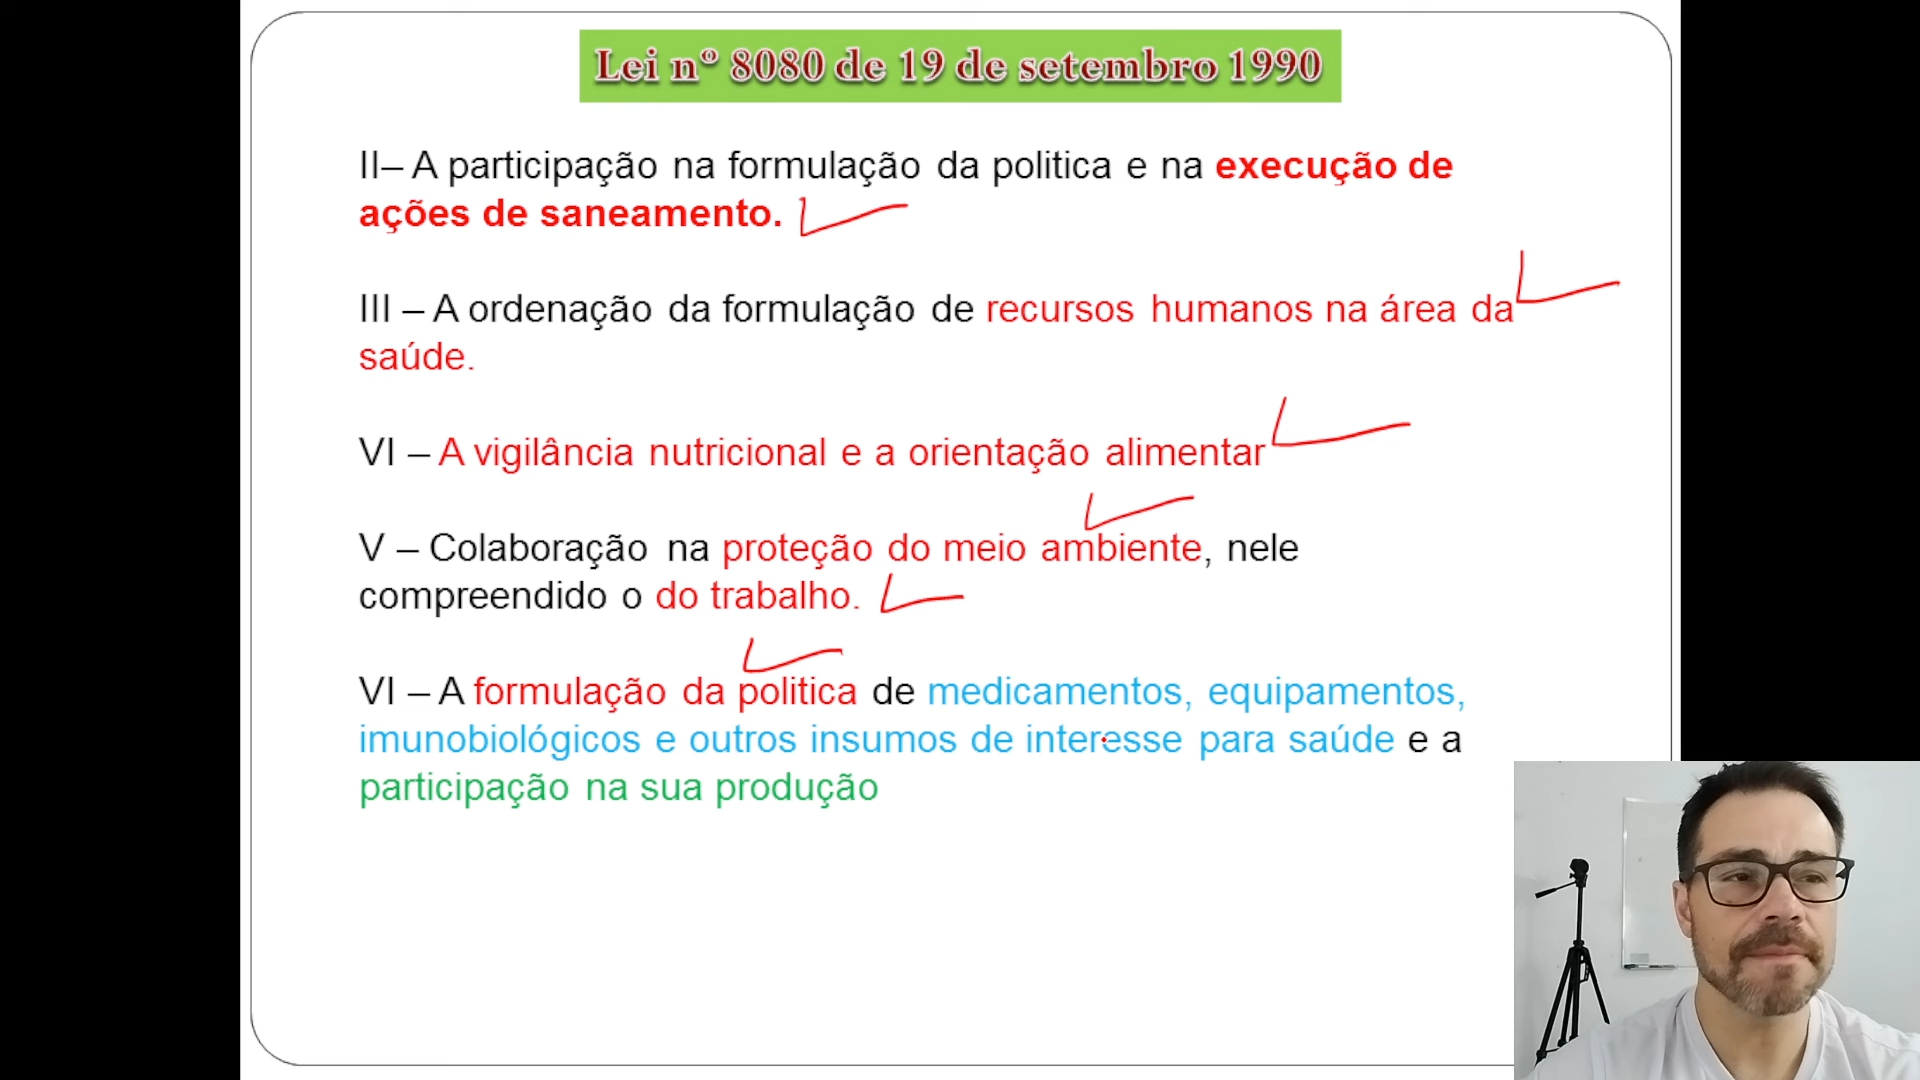 Lei nº 8080 de 19 de setembro 1990
II– A participação na formulação da politica e na execução de
ações de saneamento.
III – A ordenação da formulação de recursos humanos na área da
saúde.
VI – A vigilância nutricional e a orientação alimentar
V – Colaboração na proteção do meio ambiente, nele
compreendido o do trabalho.
VI – A formulação da politica de medicamentos, equipamentos,
imunobiológicos e outros insumos de interesse para saúde e a
participação na sua produção